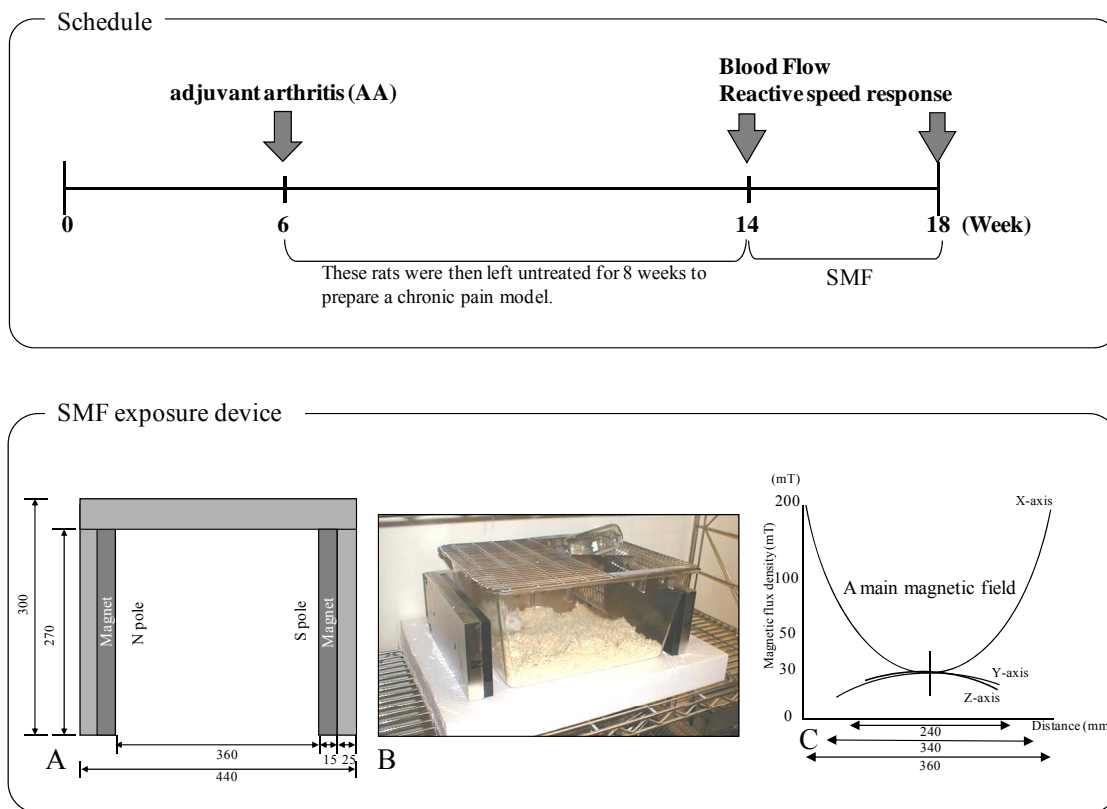 Schedule
adjuvant arthritis (AA)
Blood Flow
Reactive speed response
0
6
14
18 (Week)
These rats were then left untreated for 8 weeks to
prepare a chronic pain model.
SMF
SMF exposure device
300
270
Magnet
N pole
S pole
Magnet
360
15
25
440
A
B
N
(mT)
200
100
50
30
0
Magnetic flux density (mT)
X-axis
A main magnetic field
Y-axis
Z-axis
Distance (mm
240
340
360
C